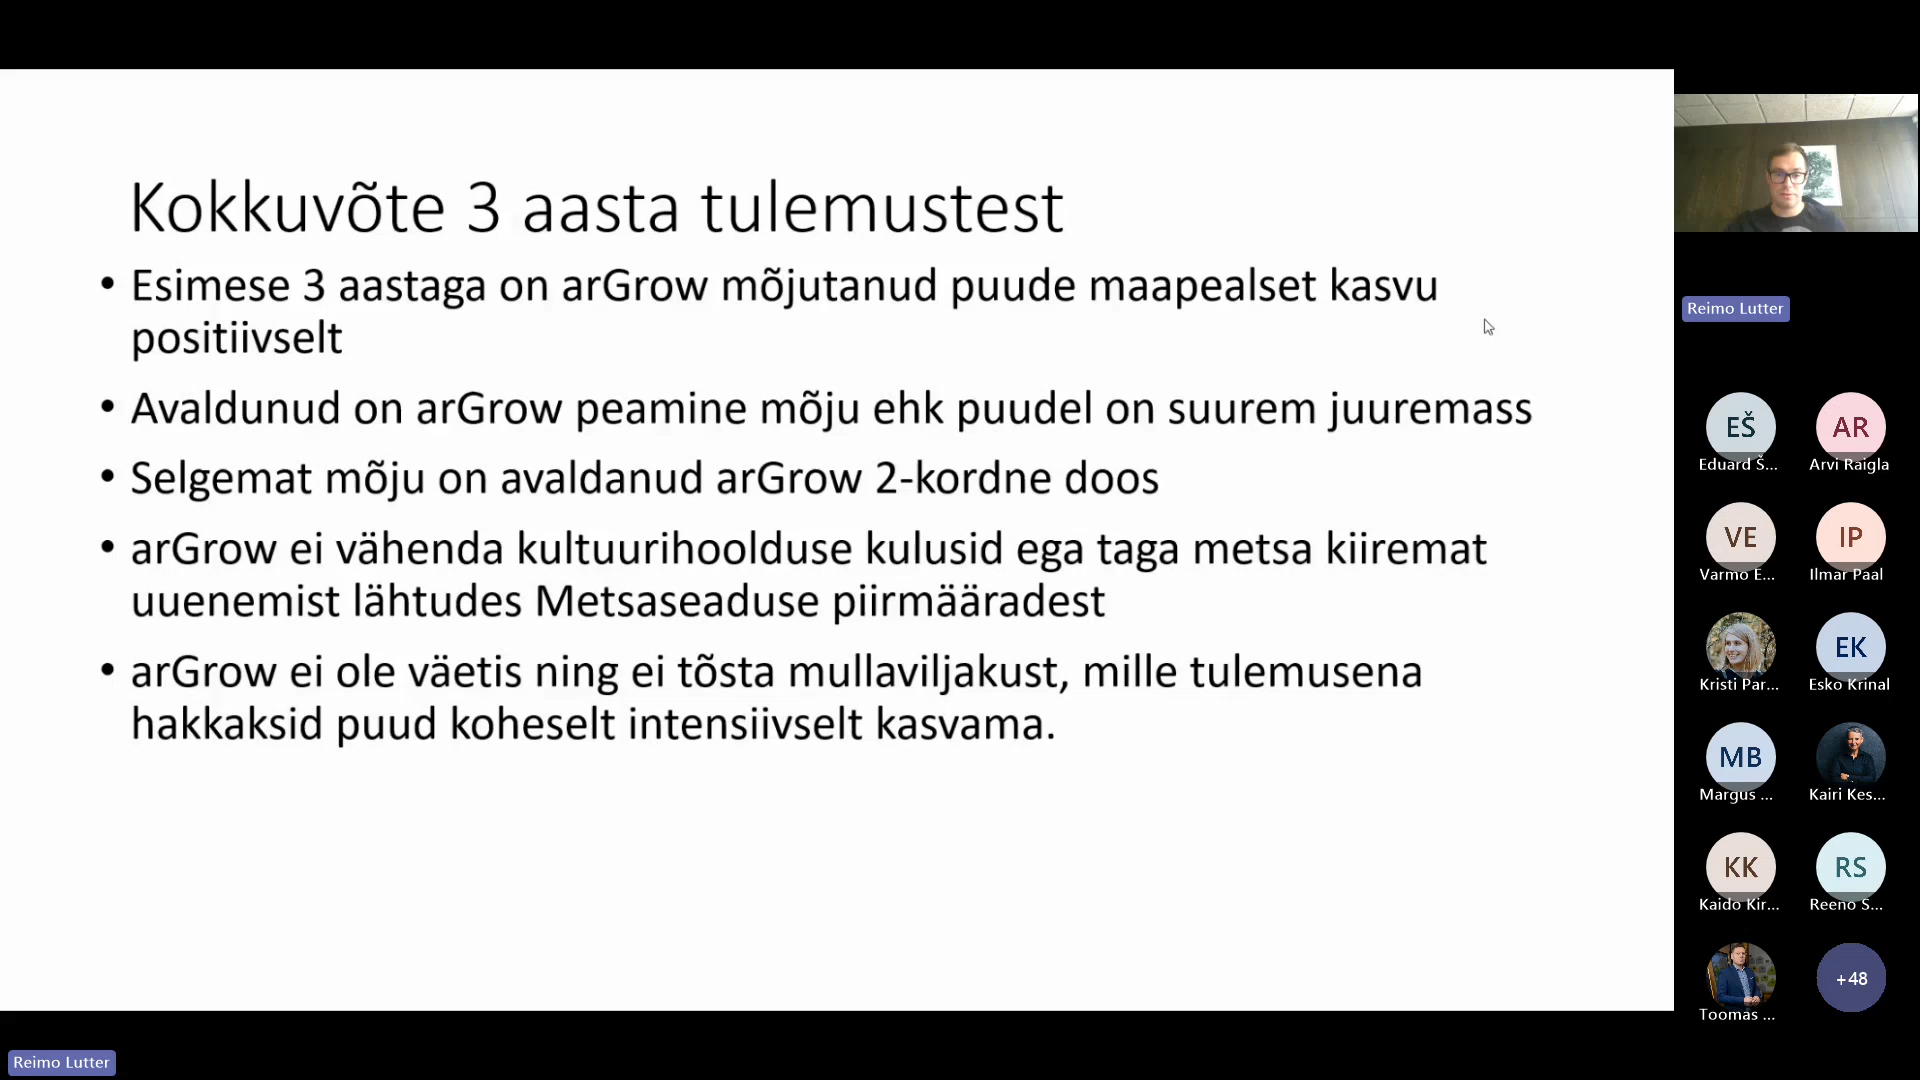 Kokkuvõte 3 aasta tulemustest
• Esimese 3 aastaga on arGrow mõjutanud puude maapealset kasvu
positiivselt
• Avaldunud on arGrow peamine mõju ehk puudel on suurem juuremass
• Selgemat mõju on avaldanud arGrow 2-kordne doos
• arGrow ei vähenda kultuurihoolduse kulusid ega taga metsa kiiremat
uuenemist lähtudes Metsaseaduse piirmääradest
• arGrow ei ole väetis ning ei tõsta mullaviljakust, mille tulemusena
hakkaksid puud koheselt intensiivselt kasvama.
Reimo Lutter
EŠ
Eduard Š...
AR
Arvi Raigla
VE
Varmo E...
IP
Ilmar Paal
Kristi Par...
EK
Esko Krinal
MB
Margus ...
Kairi Kes...
KK
Kaido Kir...
RS
Reeno S...
Toomas ...
+48
Reimo Lutter